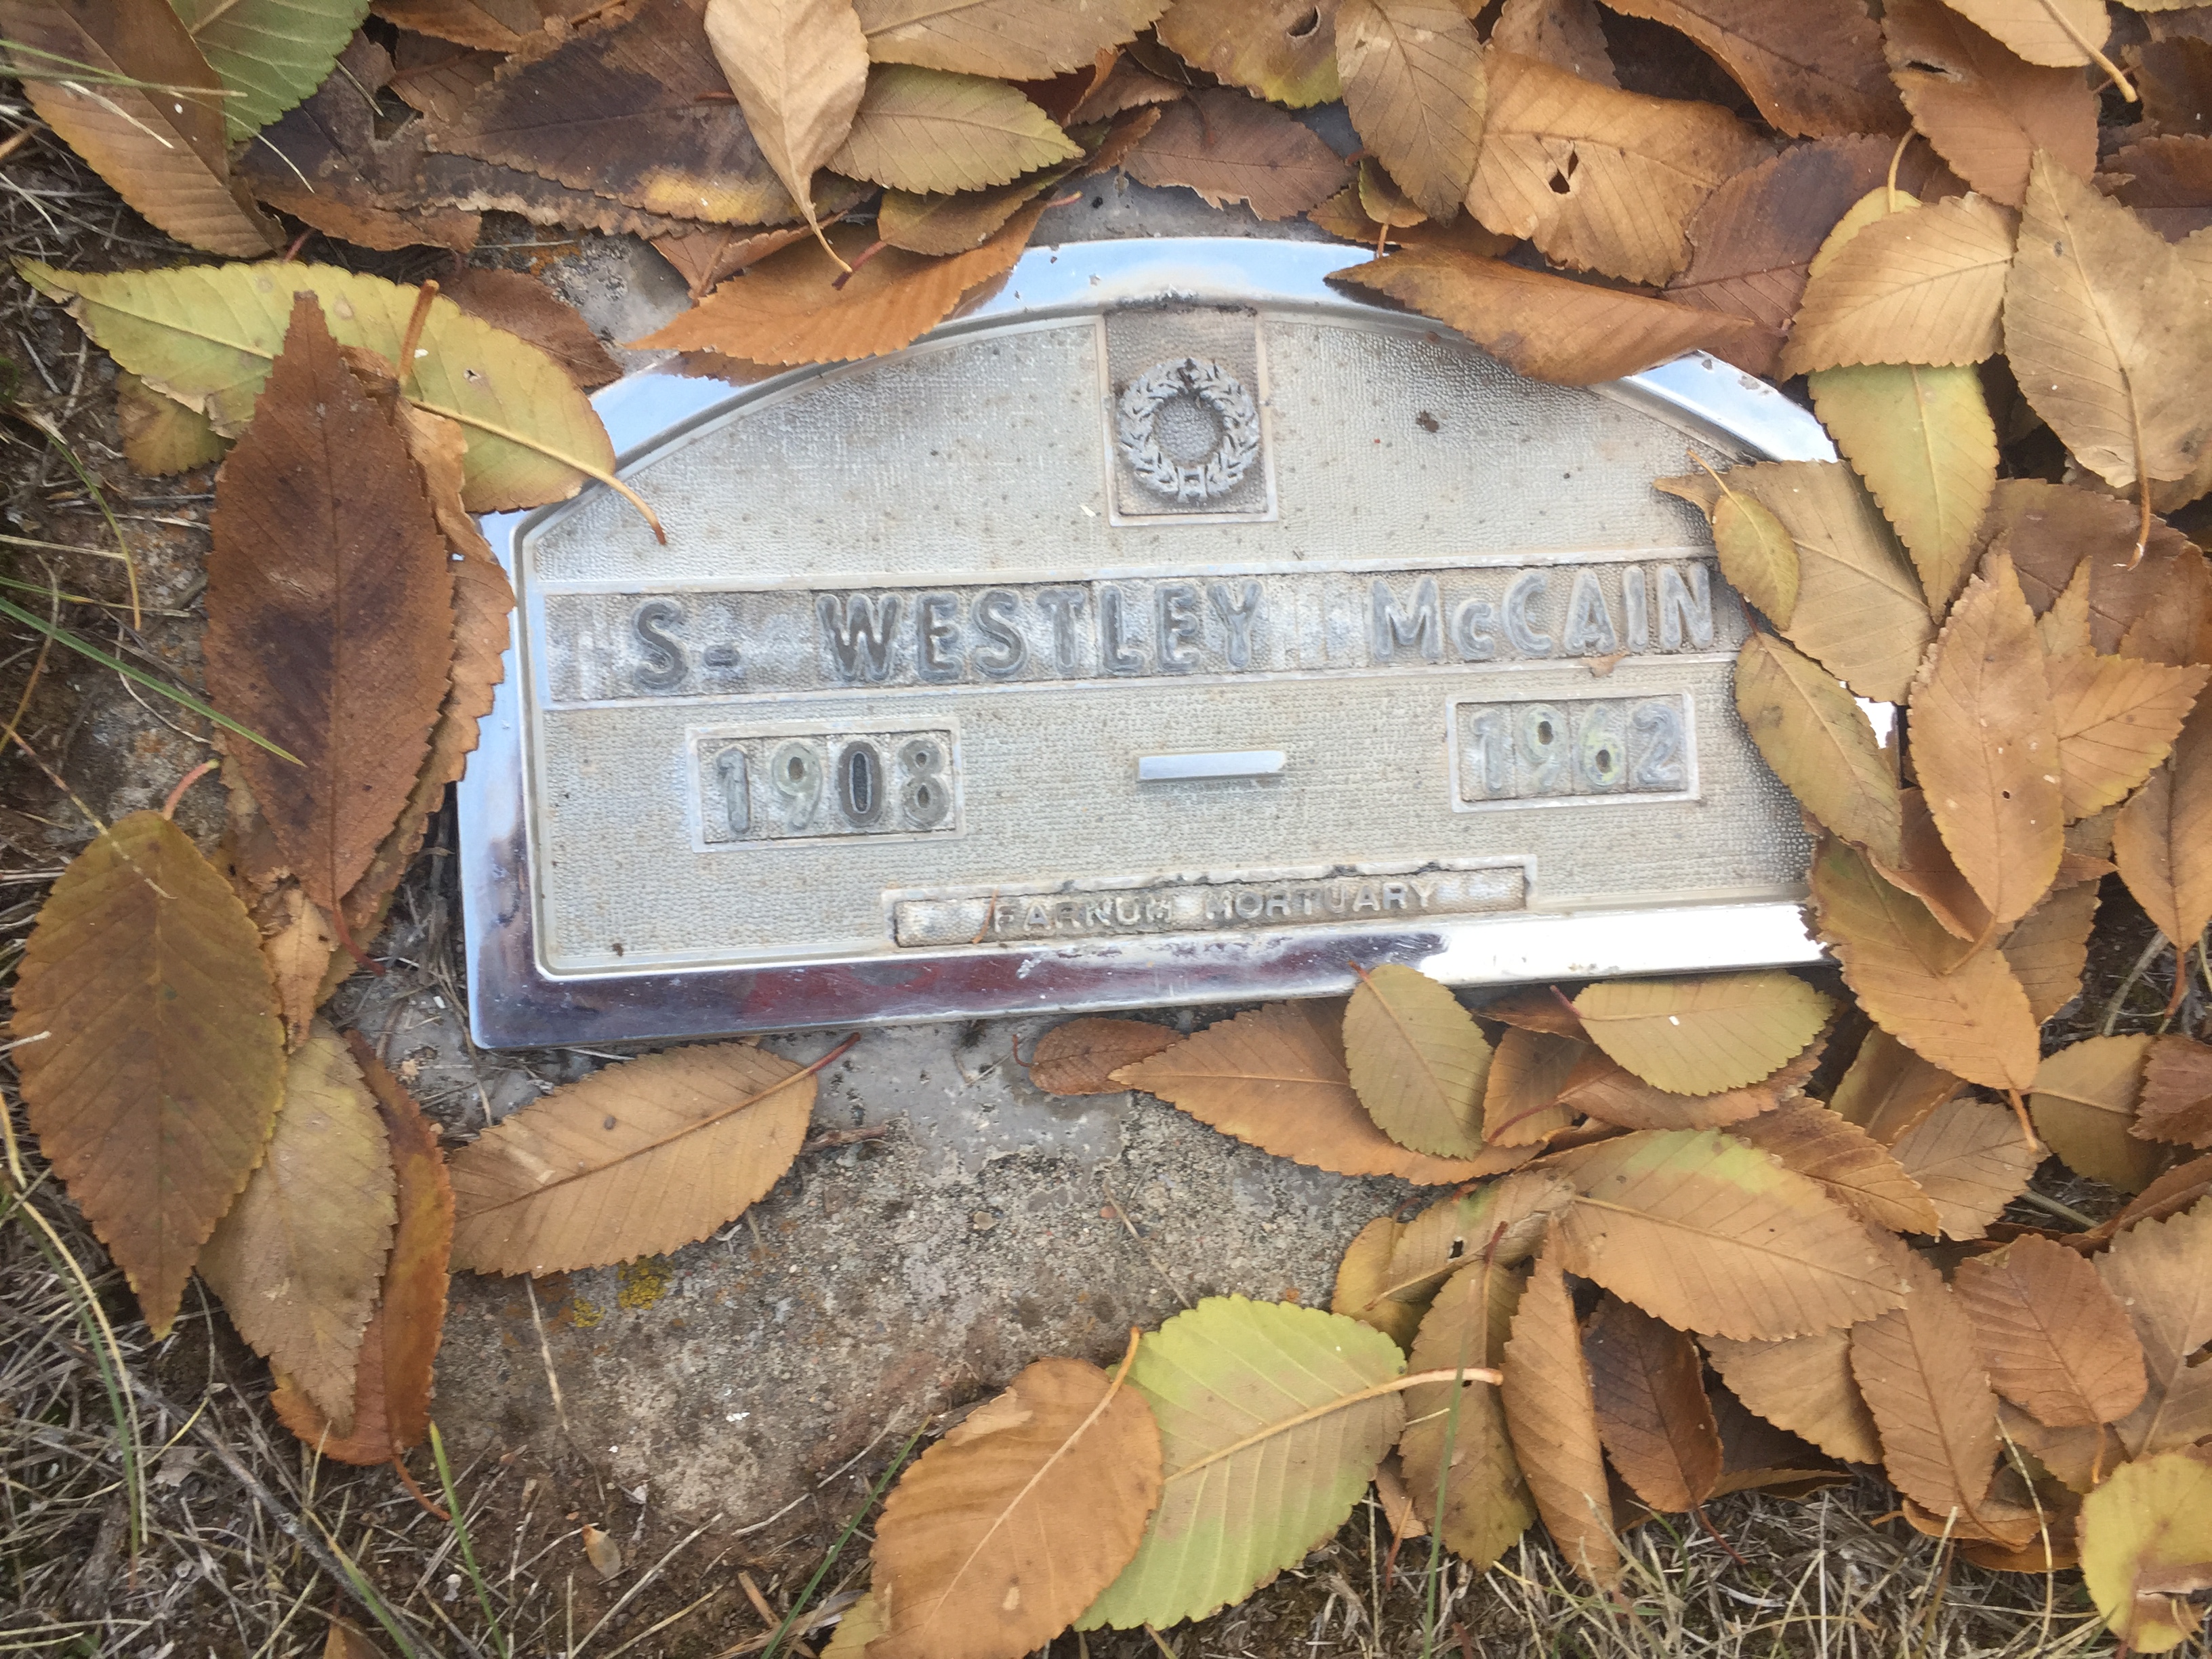 S- WESTLEY McCAIN
1908 — 1962
FARNUM MORTUARY